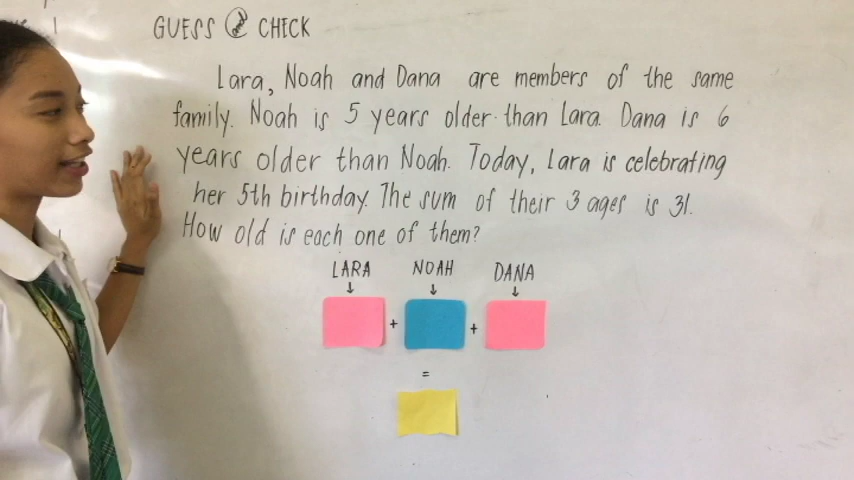 GUESS & CHECK
Lara, Noah and Dana are members of the same
family. Noah is 5 years older than Lara. Dana is 6
years older than Noah. Today, Lara is celebrating
her 5th birthday. The sum of their 3 ages is 31.
How old is each one of them?
LARA NOAH DANA
↓ ↓ ↓
+ +
=